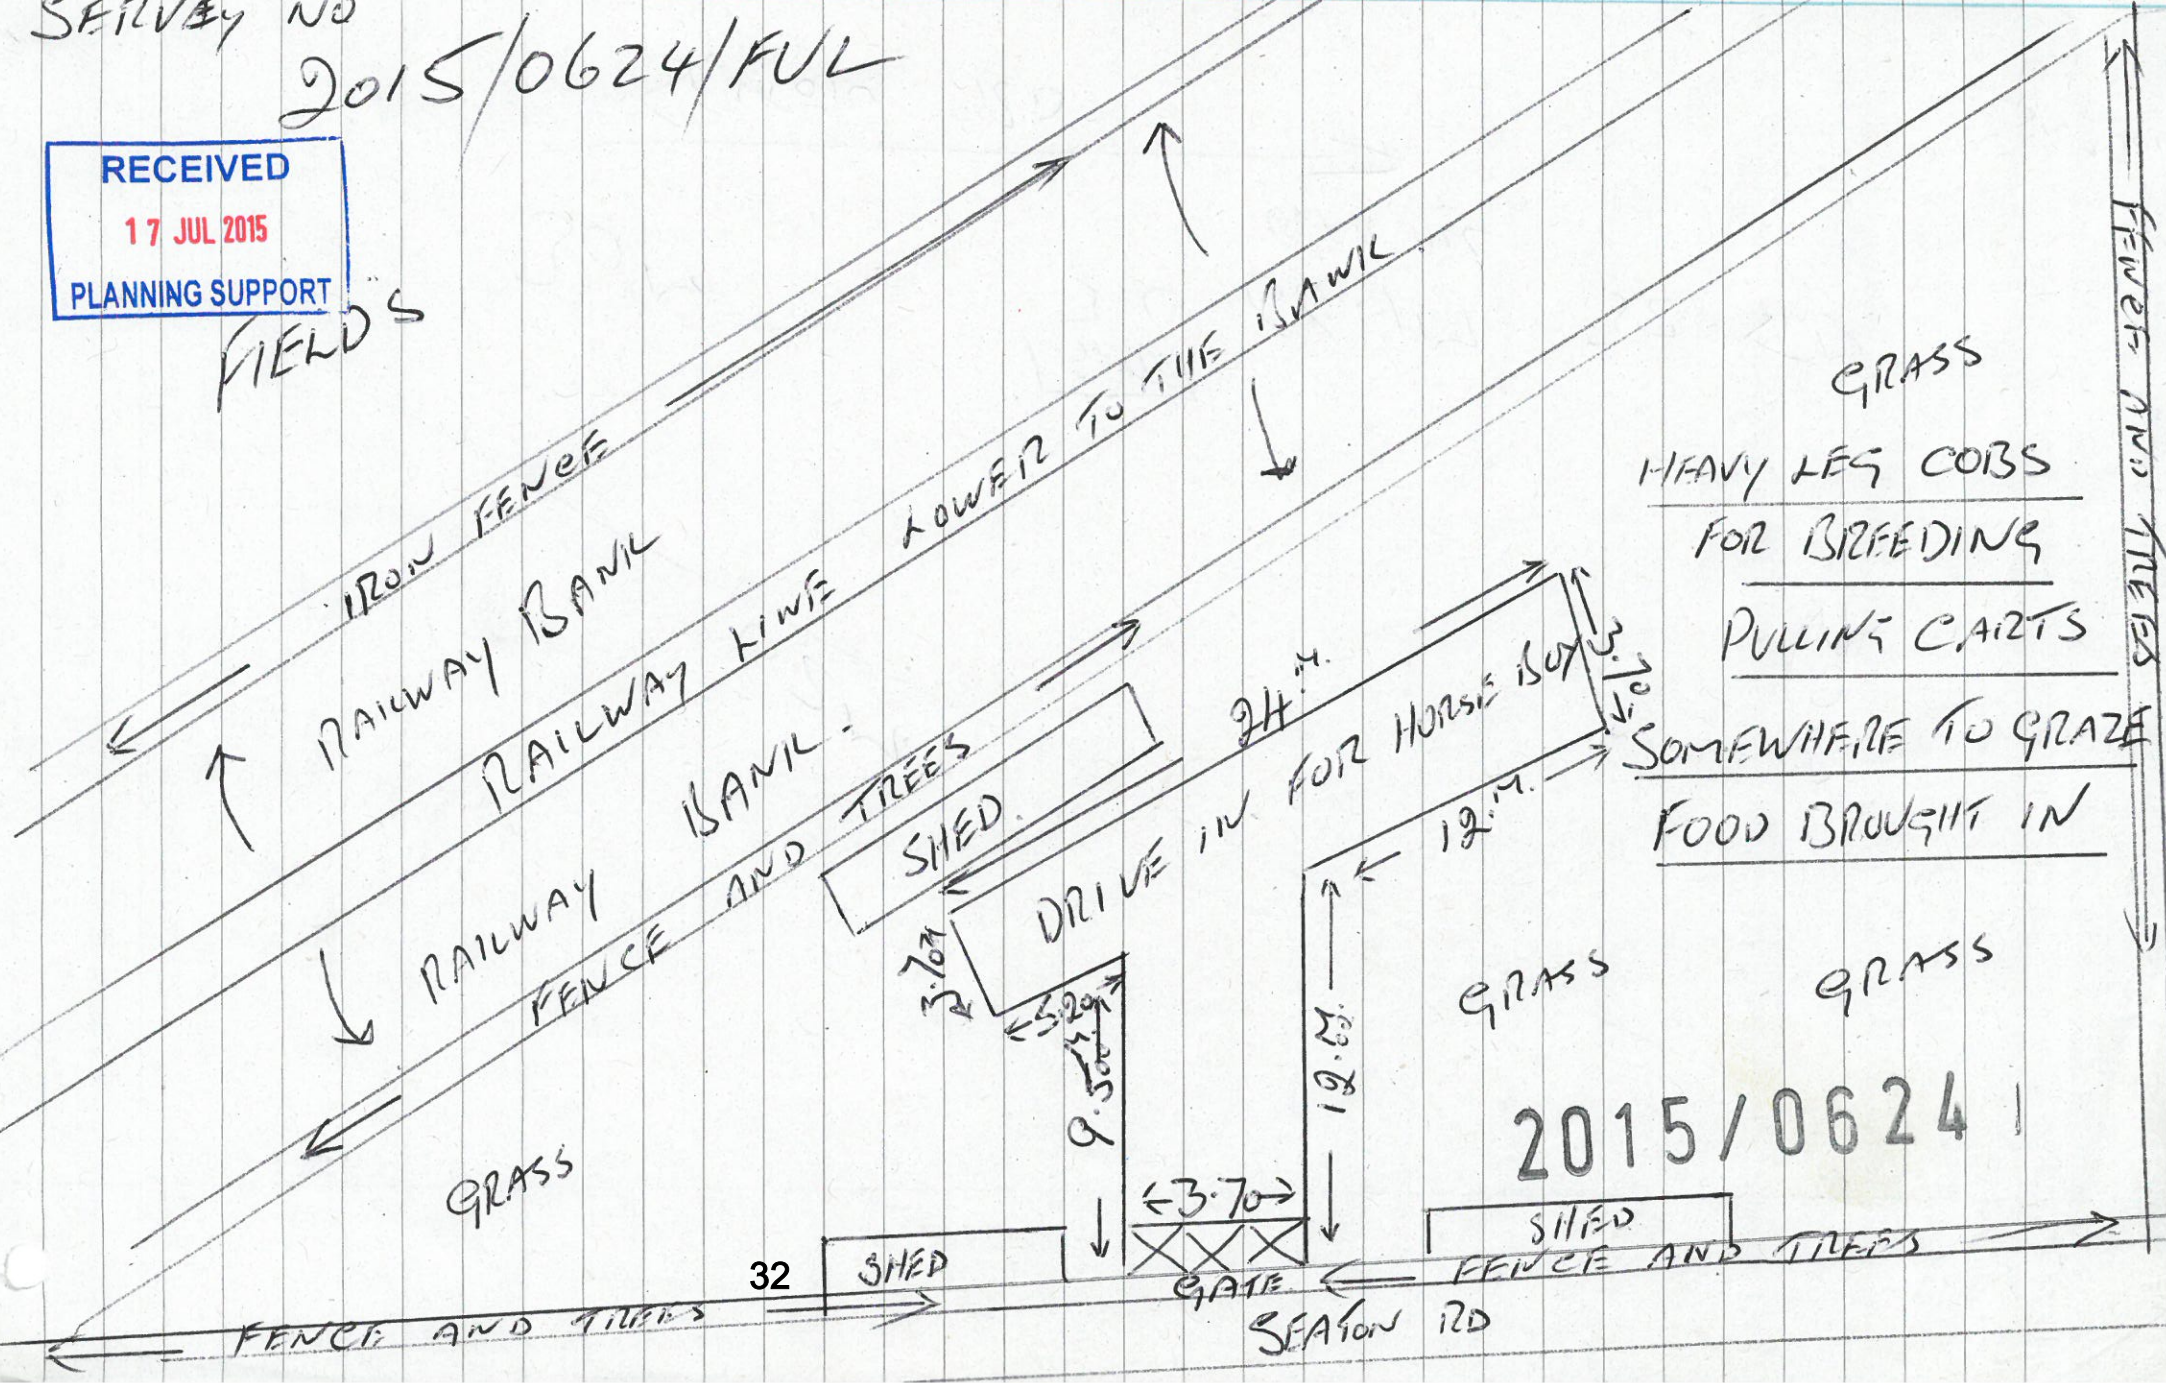 SERVEY NO
2015/0624/FUL
RECEIVED
17 JUL 2015
PLANNING SUPPORT
FIELDS
IRON FENCE
RAILWAY BANK
RAILWAY LINE LOWER TO THE BANK.
RAILWAY BANK.
FENCE AND TREES
SHED.
24.M.
DRIVE IN FOR HORSE BOX
3.70
3.70
5.20
9.50
12.M.
12.M.
GRASS
HEAVY LEG COBS
FOR BREEDING
PULLING CARTS
SOMEWHERE TO GRAZE
FOOD BROUGHT IN
FENCE AND TREES
GRASS
GRASS
2015/0624
GRASS
3.70
SHED
SHED
32
GATE
FENCE AND TREES
FENCE AND TREES
SEATON RD